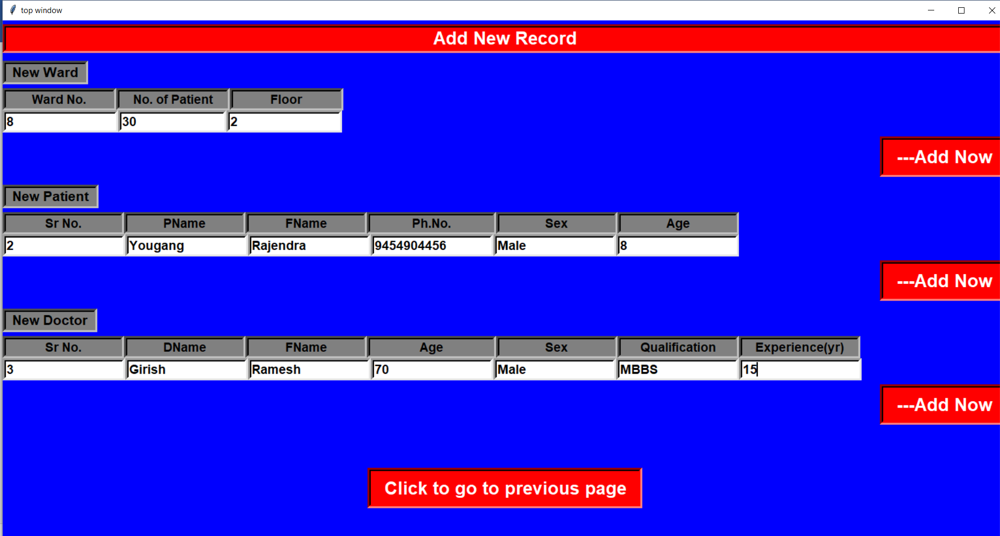 top window
Add New Record
New Ward
Ward No. No. of Patient Floor
8 30 2
---Add Now
New Patient
Sr No. PName FName Ph.No. Sex Age
2 Yougang Rajendra 9454904456 Male 8
---Add Now
New Doctor
Sr No. DName FName Age Sex Qualification Experience(yr)
3 Girish Ramesh 70 Male MBBS 15
---Add Now
Click to go to previous page